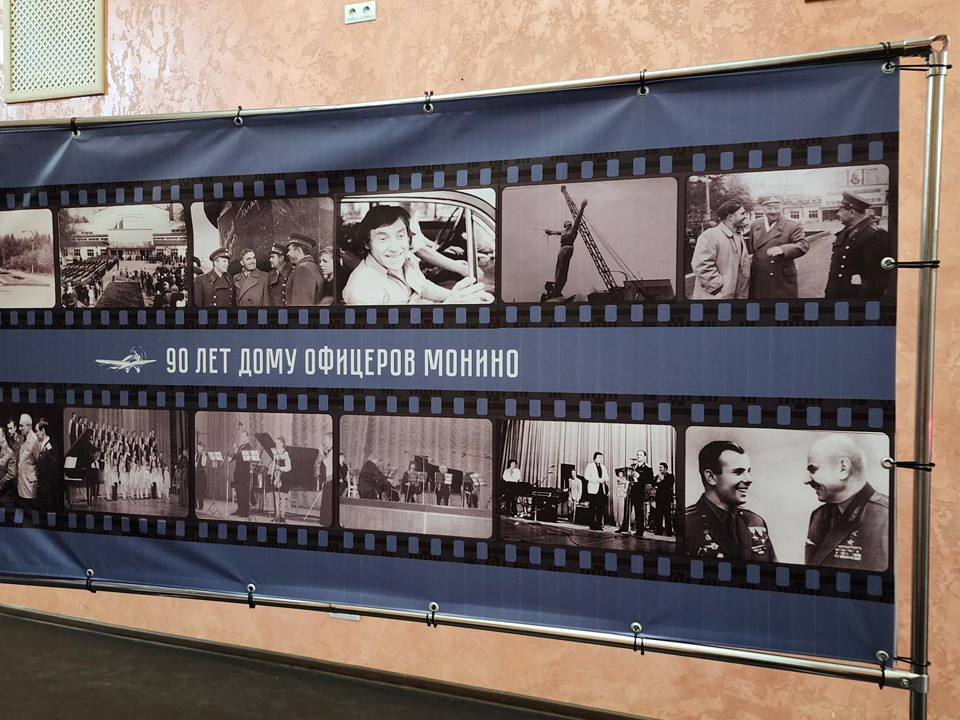 90 ЛЕТ ДОМУ ОФИЦЕРОВ МОНИНО